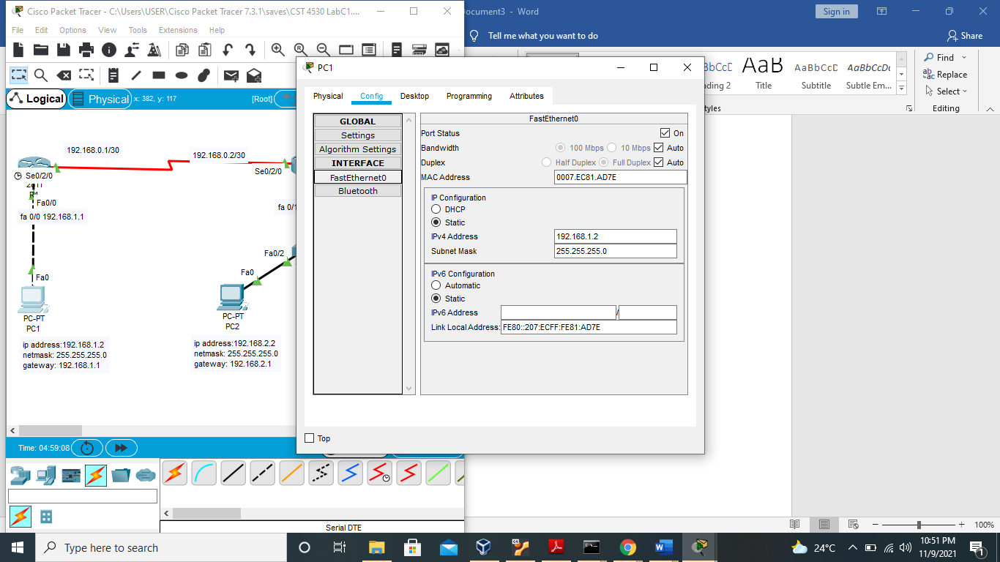 Cisco Packet Tracer - C:\Users\USER\Cisco Packet Tracer 7.3.1\saves\CST 4530 LabC1....
Document3 - Word
Sign in
File Edit Options View Tools Extensions Help
Tell me what you want to do
Share
PC1
Physical Config Desktop Programming Attributes
AaB AaBbCcD AaBbCcDc
Title Subtitle Subtle Em...
Find
Replace
Select
Editing
Logical Physical x: 382, y: 117 [Root]
GLOBAL
Settings
Algorithm Settings
INTERFACE
FastEthernet0
Bluetooth
FastEthernet0
Port Status On
Bandwidth 100 Mbps 10 Mbps Auto
Duplex Half Duplex Full Duplex Auto
MAC Address 0007.EC81.AD7E
IP Configuration
DHCP
Static
IPv4 Address 192.168.1.2
Subnet Mask 255.255.255.0
IPv6 Configuration
Automatic
Static
IPv6 Address /
Link Local Address: FE80::207:ECFF:FE81:AD7E
Top
192.168.0.1/30
192.168.0.2/30
Se0/2/0
Se0/2/0
Fa0/0
fa 0/0 192.168.1.1
fa 0/1
Fa0/2
Fa0
Fa0
PC-PT
PC1
PC-PT
PC2
ip address:192.168.1.2
netmask: 255.255.255.0
gateway: 192.168.1.1
ip address:192.168.2.2
netmask: 255.255.255.0
gateway: 192.168.2.1
Time: 04:59:08
Serial DTE
100%
Type here to search
24°C
10:51 PM
11/9/2021
1